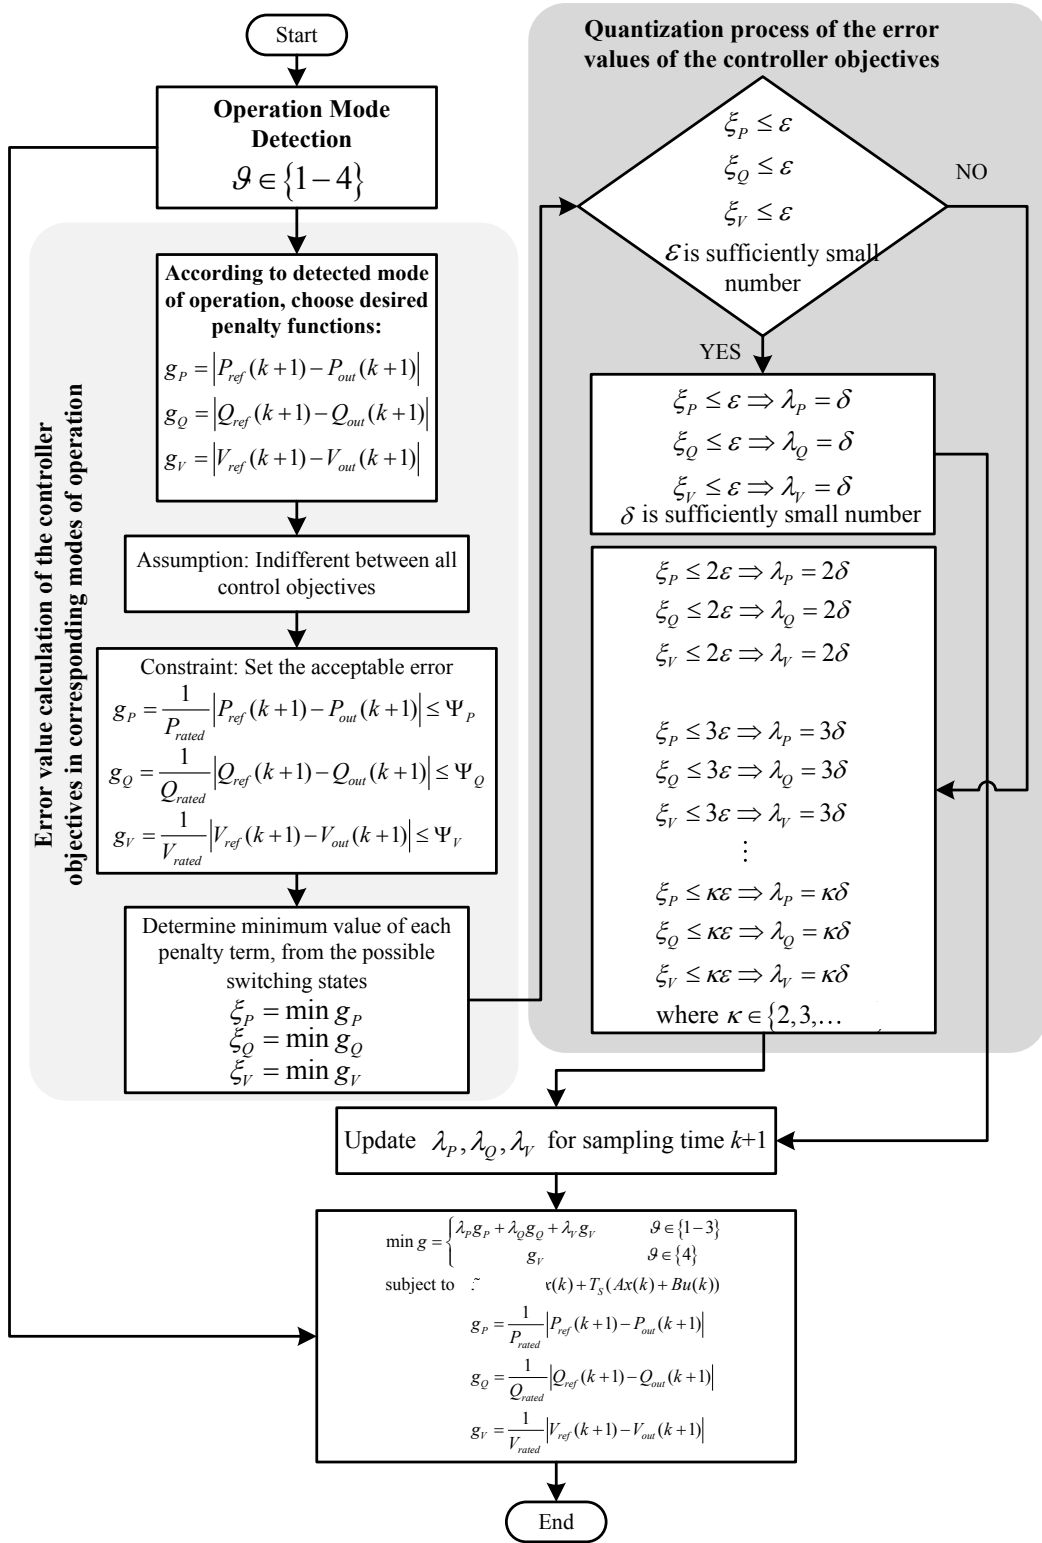 Start
Operation Mode
Detection
𝜗 ∈ {1 − 4}
Error value calculation of the controller
objectives in corresponding modes of operation
According to detected mode
of operation, choose desired
penalty functions:
g_P = |P_ref (k+1) − P_out (k+1)|
g_Q = |Q_ref (k+1) − Q_out (k+1)|
g_V = |V_ref (k+1) − V_out (k+1)|
Assumption: Indifferent between all
control objectives
Constraint: Set the acceptable error
g_P = 1/P_rated |P_ref (k+1) − P_out (k+1)| ≤ Ψ_P
g_Q = 1/Q_rated |Q_ref (k+1) − Q_out (k+1)| ≤ Ψ_Q
g_V = 1/V_rated |V_ref (k+1) − V_out (k+1)| ≤ Ψ_V
Determine minimum value of each
penalty term, from the possible
switching states
ξ_P = min g_P
ξ_Q = min g_Q
ξ_V = min g_V
Quantization process of the error
values of the controller objectives
ξ_P ≤ ε
ξ_Q ≤ ε
ξ_V ≤ ε
ε is sufficiently small
number
NO
YES
ξ_P ≤ ε ⇒ λ_P = δ
ξ_Q ≤ ε ⇒ λ_Q = δ
ξ_V ≤ ε ⇒ λ_V = δ
δ is sufficiently small number
ξ_P ≤ 2ε ⇒ λ_P = 2δ
ξ_Q ≤ 2ε ⇒ λ_Q = 2δ
ξ_V ≤ 2ε ⇒ λ_V = 2δ
ξ_P ≤ 3ε ⇒ λ_P = 3δ
ξ_Q ≤ 3ε ⇒ λ_Q = 3δ
ξ_V ≤ 3ε ⇒ λ_V = 3δ
⋮
ξ_P ≤ κε ⇒ λ_P = κδ
ξ_Q ≤ κε ⇒ λ_Q = κδ
ξ_V ≤ κε ⇒ λ_V = κδ
where κ ∈ {2, 3, …
Update λ_P, λ_Q, λ_V for sampling time k+1
min g = { λ_P g_P + λ_Q g_Q + λ_V g_V 𝜗 ∈ {1 − 3}
g_V 𝜗 ∈ {4}
subject to x(k) + T_S (Ax(k) + Bu(k))
g_P = 1/P_rated |P_ref (k+1) − P_out (k+1)|
g_Q = 1/Q_rated |Q_ref (k+1) − Q_out (k+1)|
g_V = 1/V_rated |V_ref (k+1) − V_out (k+1)|
End